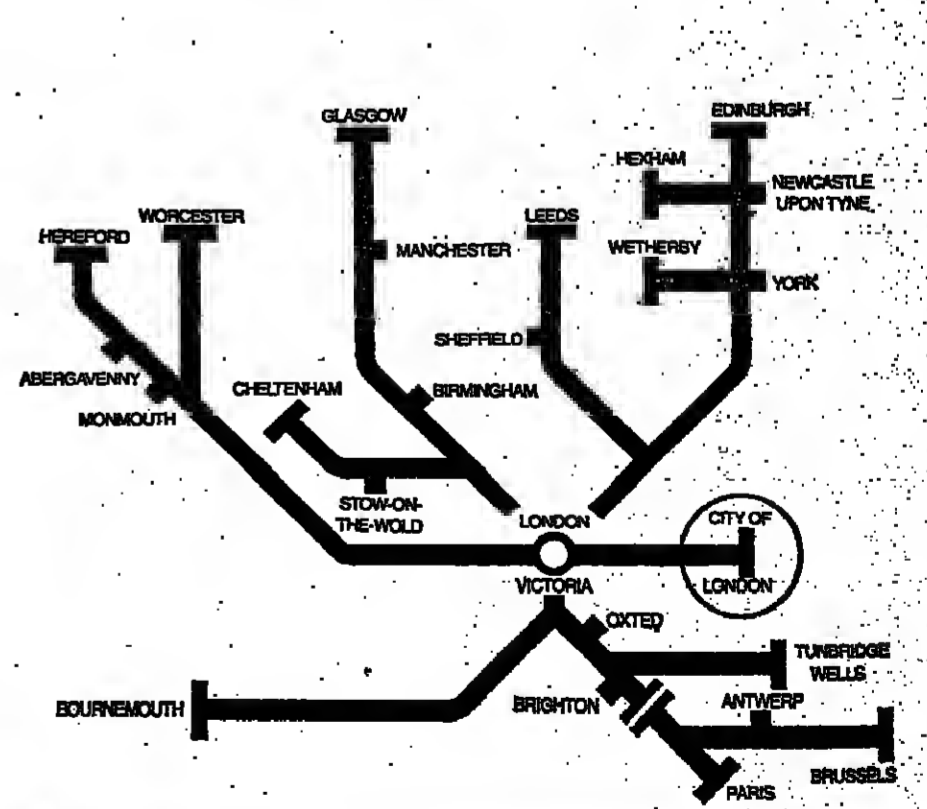 GLASGOW
EDINBURGH
HEXHAM
NEWCASTLE
UPON TYNE
WORCESTER
LEEDS
HEREFORD
MANCHESTER
WETHERBY
YORK
SHEFFIELD
ABERGAVENNY
CHELTENHAM
BIRMINGHAM
MONMOUTH
STOW-ON-
THE-WOLD
LONDON
CITY OF
LONDON
VICTORIA
OXTED
TUNBRIDGE
WELLS
BRIGHTON
ANTWERP
BOURNEMOUTH
BRUSSELS
PARIS